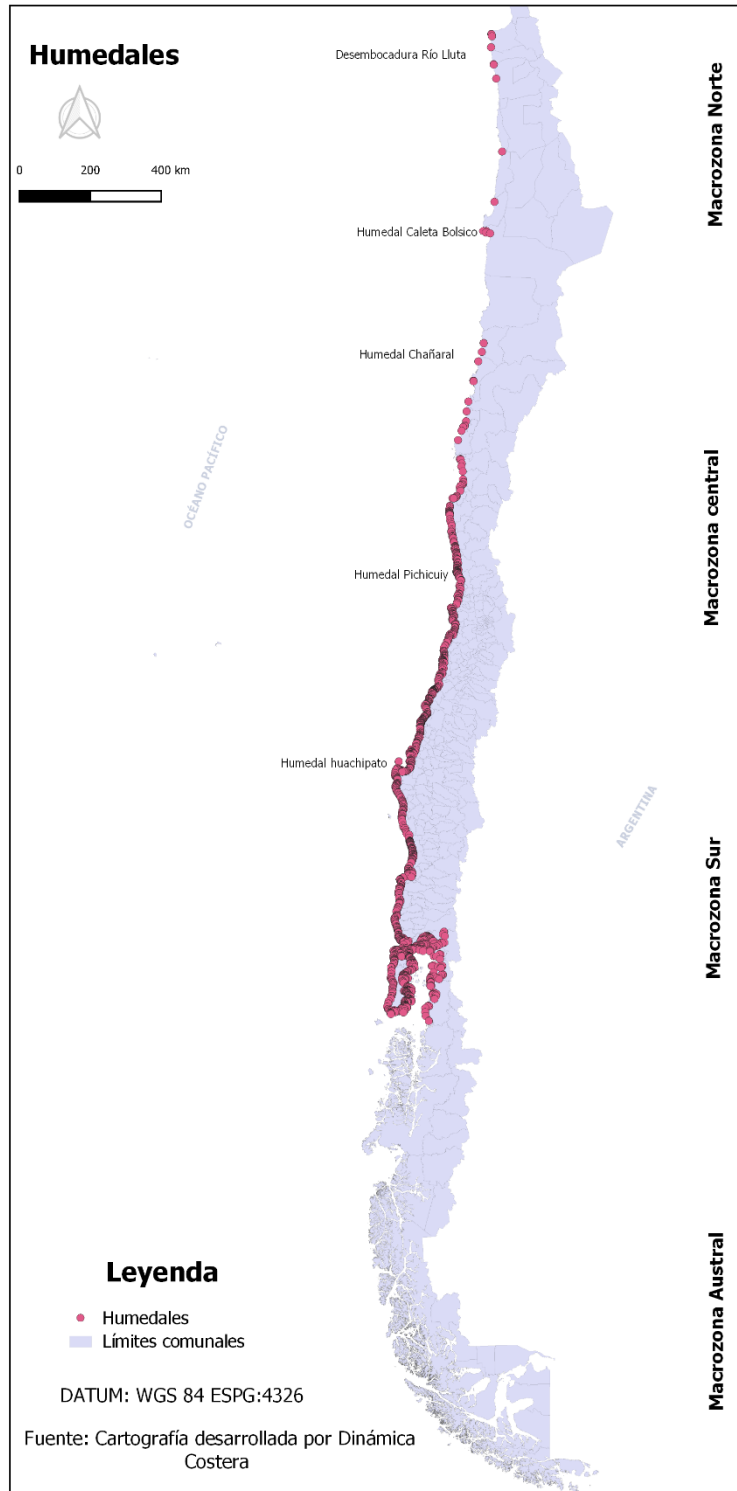 Humedales
0 200 400 km
Desembocadura Río Lluta
Macrozona Norte
Humedal Caleta Bolsico
Humedal Chañaral
OCÉANO PACÍFICO
Macrozona central
Humedal Pichicuiy
Humedal huachipato
ARGENTINA
Macrozona Sur
Macrozona Austral
Leyenda
Humedales
Límites comunales
DATUM: WGS 84 ESPG:4326
Fuente: Cartografía desarrollada por Dinámica
Costera